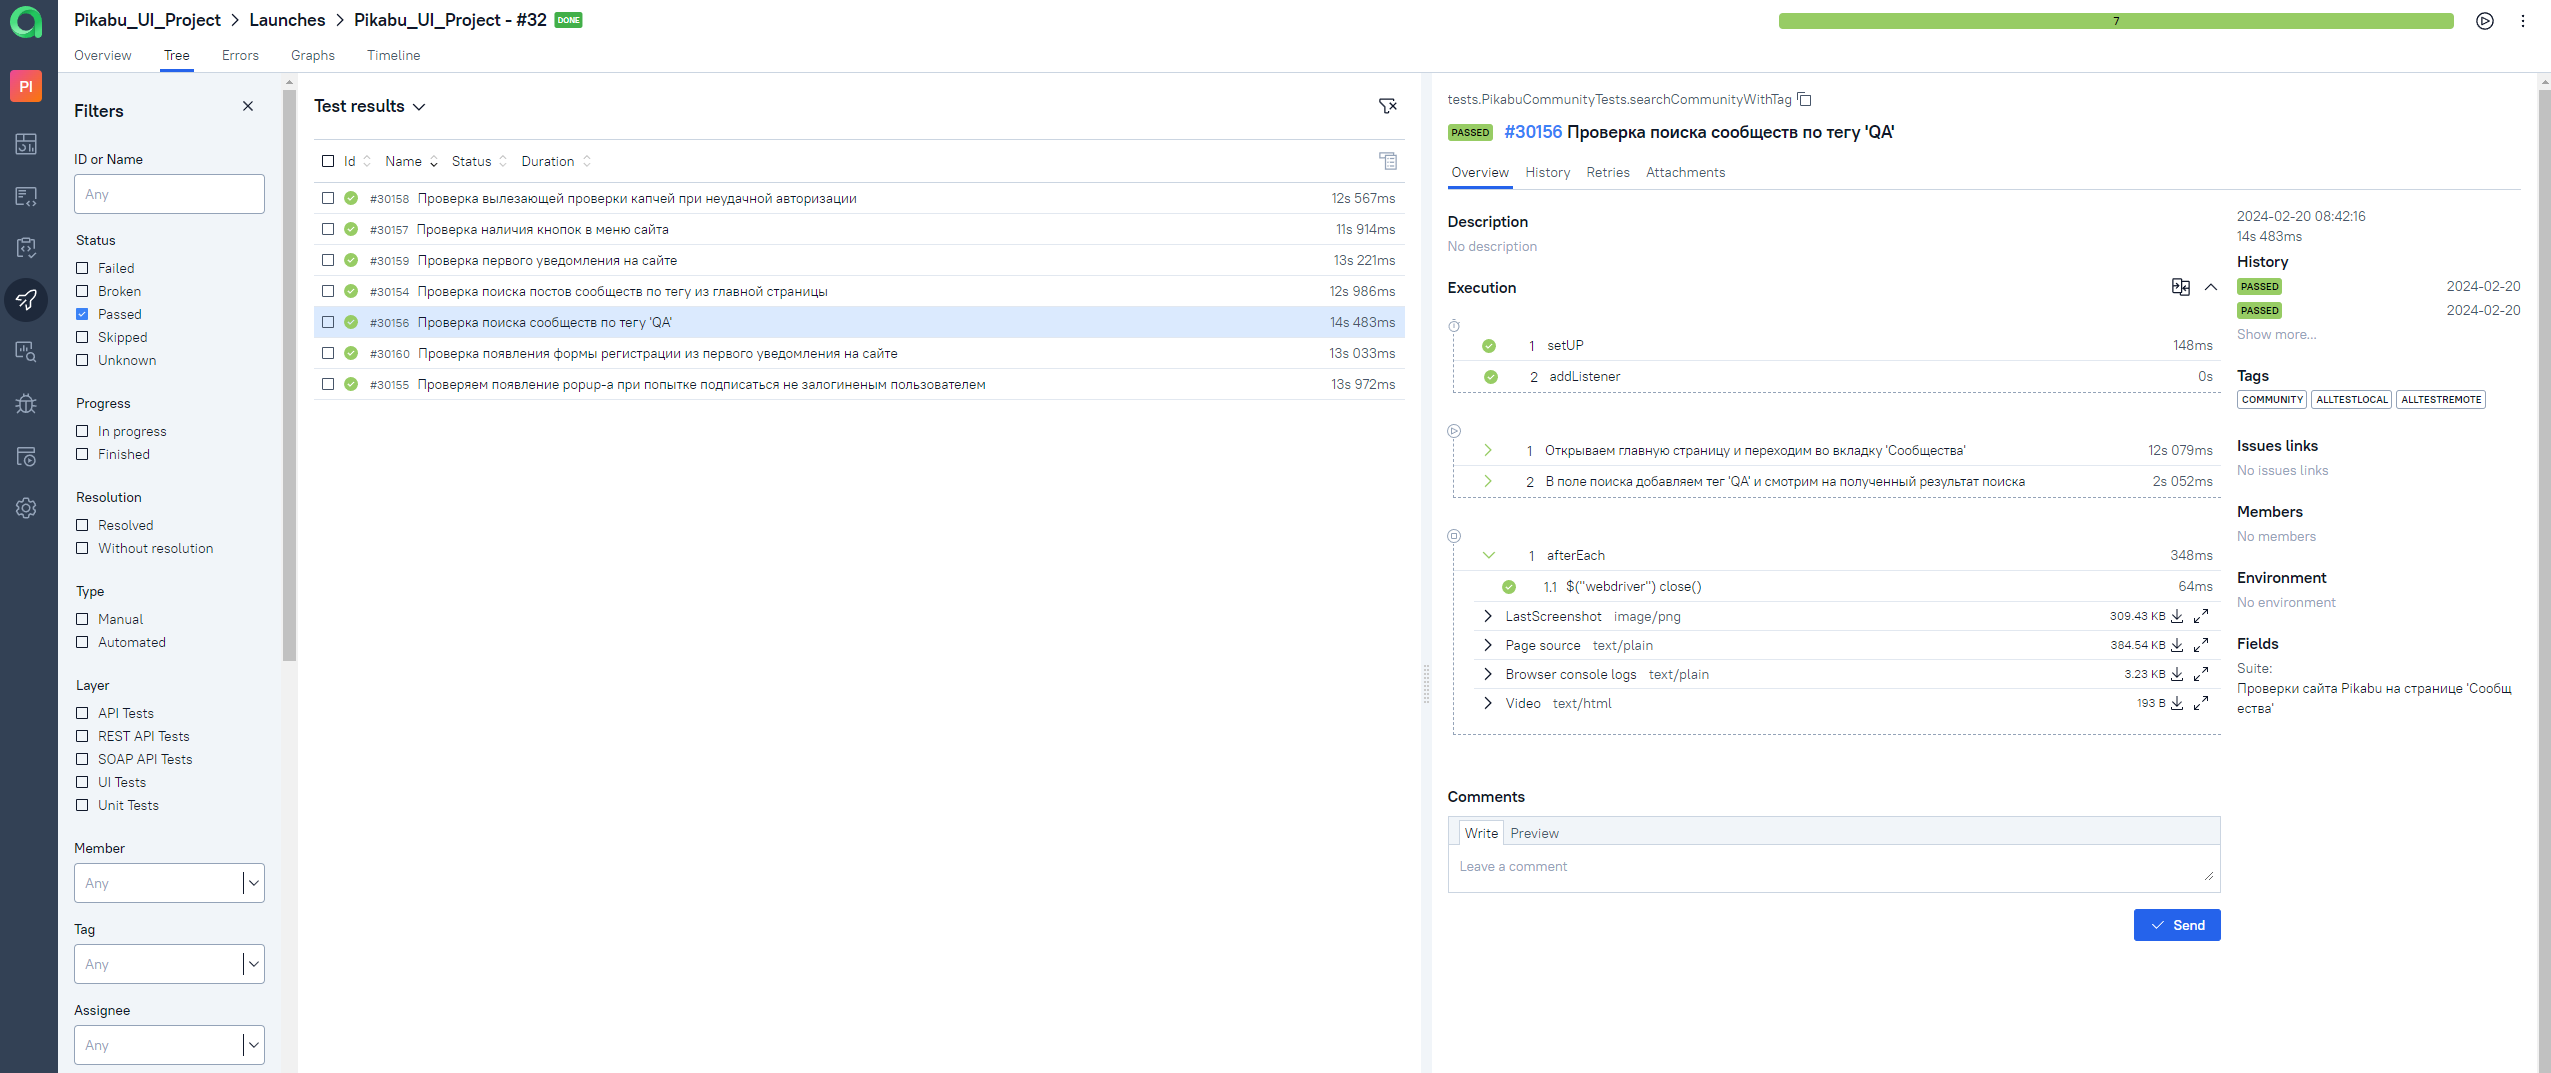 Pikabu_UI_Project > Launches > Pikabu_UI_Project - #32 DONE
7
Overview Tree Errors Graphs Timeline
PI
Filters
ID or Name
Any
Status
Failed
Broken
Passed
Skipped
Unknown
Progress
In progress
Finished
Resolution
Resolved
Without resolution
Type
Manual
Automated
Layer
API Tests
REST API Tests
SOAP API Tests
UI Tests
Unit Tests
Member
Any
Tag
Any
Assignee
Any
Test results
Id Name Status Duration
#30158 Проверка вылезающей проверки капчей при неудачной авторизации 12s 567ms
#30157 Проверка наличия кнопок в меню сайта 11s 914ms
#30159 Проверка первого уведомления на сайте 13s 221ms
#30154 Проверка поиска постов сообществ по тегу из главной страницы 12s 986ms
#30156 Проверка поиска сообществ по тегу 'QA' 14s 483ms
#30160 Проверка появления формы регистрации из первого уведомления на сайте 13s 033ms
#30155 Проверяем появление popup-а при попытке подписаться не залогиненым пользователем 13s 972ms
tests.PikabuCommunityTests.searchCommunityWithTag
PASSED #30156 Проверка поиска сообществ по тегу 'QA'
Overview History Retries Attachments
Description
No description
Execution
1 setUP 148ms
2 addListener 0s
1 Открываем главную страницу и переходим во вкладку 'Сообщества' 12s 079ms
2 В поле поиска добавляем тег 'QA' и смотрим на полученный результат поиска 2s 052ms
1 afterEach 348ms
1.1 $("webdriver") close() 64ms
LastScreenshot image/png 309.43 KB
Page source text/plain 384.54 KB
Browser console logs text/plain 3.23 KB
Video text/html 193 B
Comments
Write Preview
Leave a comment
Send
2024-02-20 08:42:16
14s 483ms
History
PASSED 2024-02-20
PASSED 2024-02-20
Show more...
Tags
COMMUNITY ALLTESTLOCAL ALLTESTREMOTE
Issues links
No issues links
Members
No members
Environment
No environment
Fields
Suite:
Проверки сайта Pikabu на странице 'Сообщ
ества'